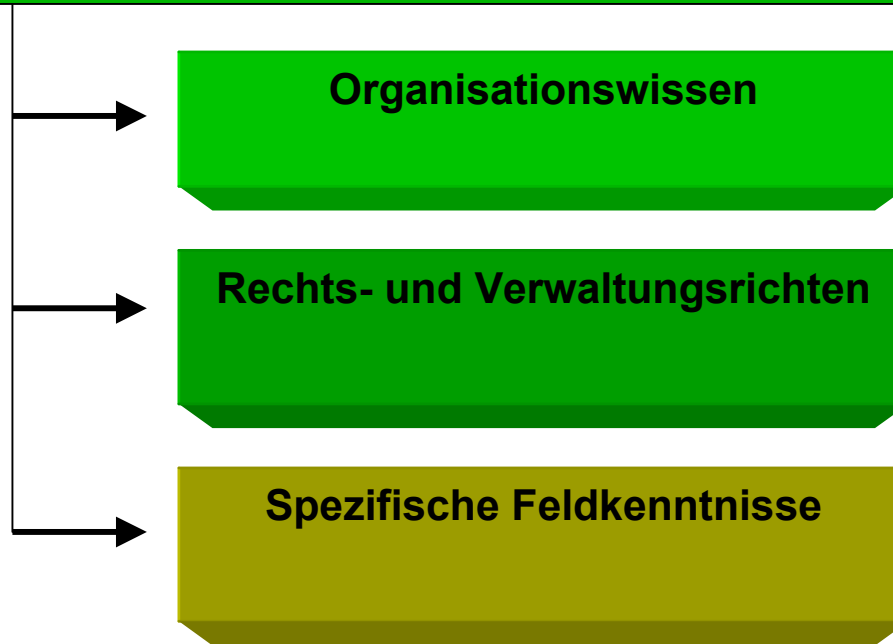 Organisationswissen
Rechts- und Verwaltungsrichten
Spezifische Feldkenntnisse